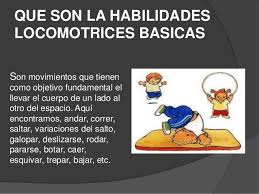 QUE SON LA HABILIDADES
LOCOMOTRICES BASICAS
Son movimientos que tienen
como objetivo fundamental el
llevar el cuerpo de un lado al
otro del espacio. Aquí
encontramos, andar, correr,
saltar, variaciones del salto,
galopar, deslizarse, rodar,
pararse, botar, caer,
esquivar, trepar, bajar, etc.